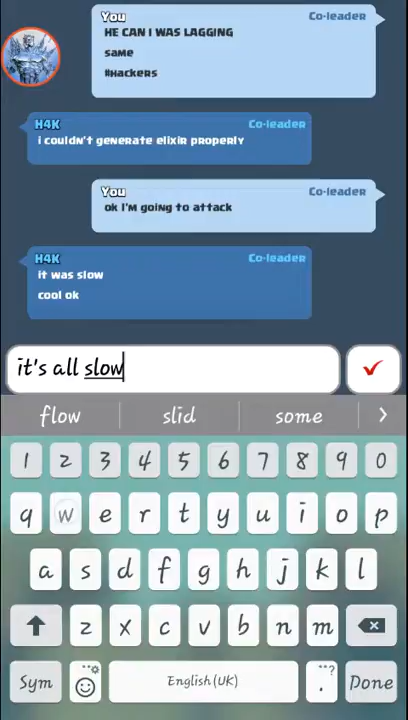 You Co-leader
HE CAN I WAS LAGGING
same
#Hackers
H4K Co-leader
i couldn't generate elixir properly
You Co-leader
ok I'm going to attack
H4K Co-leader
it was slow
cool ok
it's all slow
flow slid some >
1 2 3 4 5 6 7 8 9 0
q w e r t y u i o p
a s d f g h j k l
z x c v b n m
Sym English(UK) . Done